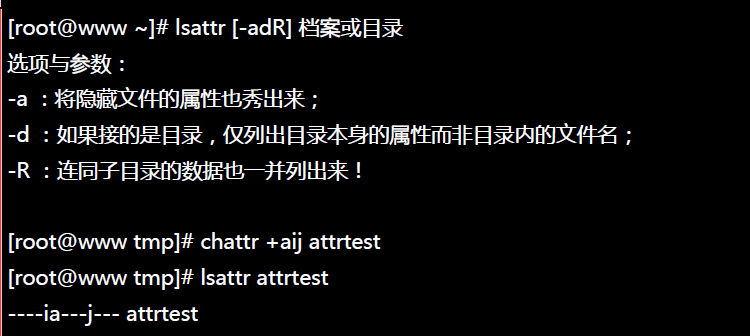 [root@www ~]# lsattr [-adR] 档案或目录
选项与参数：
-a ：将隐藏文件的属性也秀出来；
-d ：如果接的是目录，仅列出目录本身的属性而非目录内的文件名；
-R ：连同子目录的数据也一并列出来！
[root@www tmp]# chattr +aij attrtest
[root@www tmp]# lsattr attrtest
----ia---j--- attrtest